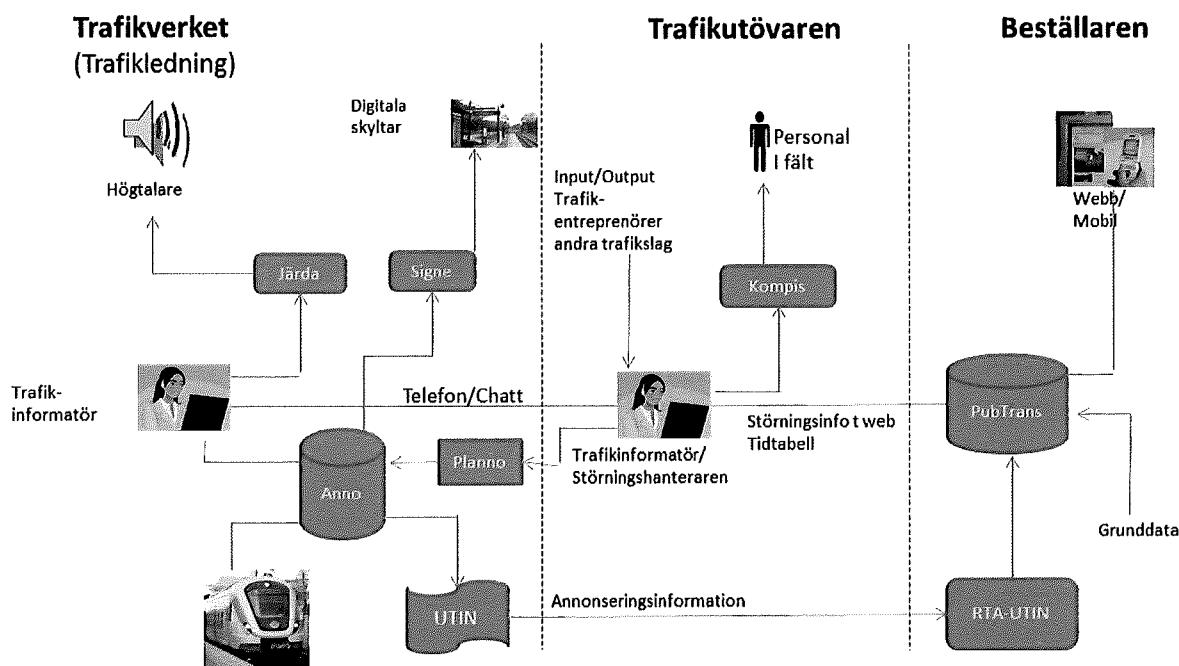 Trafikverket
(Trafikledning)
Trafikutövaren
Beställaren
Digitala
skyltar
Högtalare
Input/Output
Trafik-
entreprenörer
andra trafikslag
Personal
I fält
Webb/
Mobil
Järda
Signe
Kompis
Trafik-
informatör
Telefon/Chatt
Störningsinfo t web
Tidtabell
PubTrans
Planno
Trafikinformatör/
Störningshanteraren
Anno
Grunddata
UTIN
Annonseringsinformation
RTA-UTIN